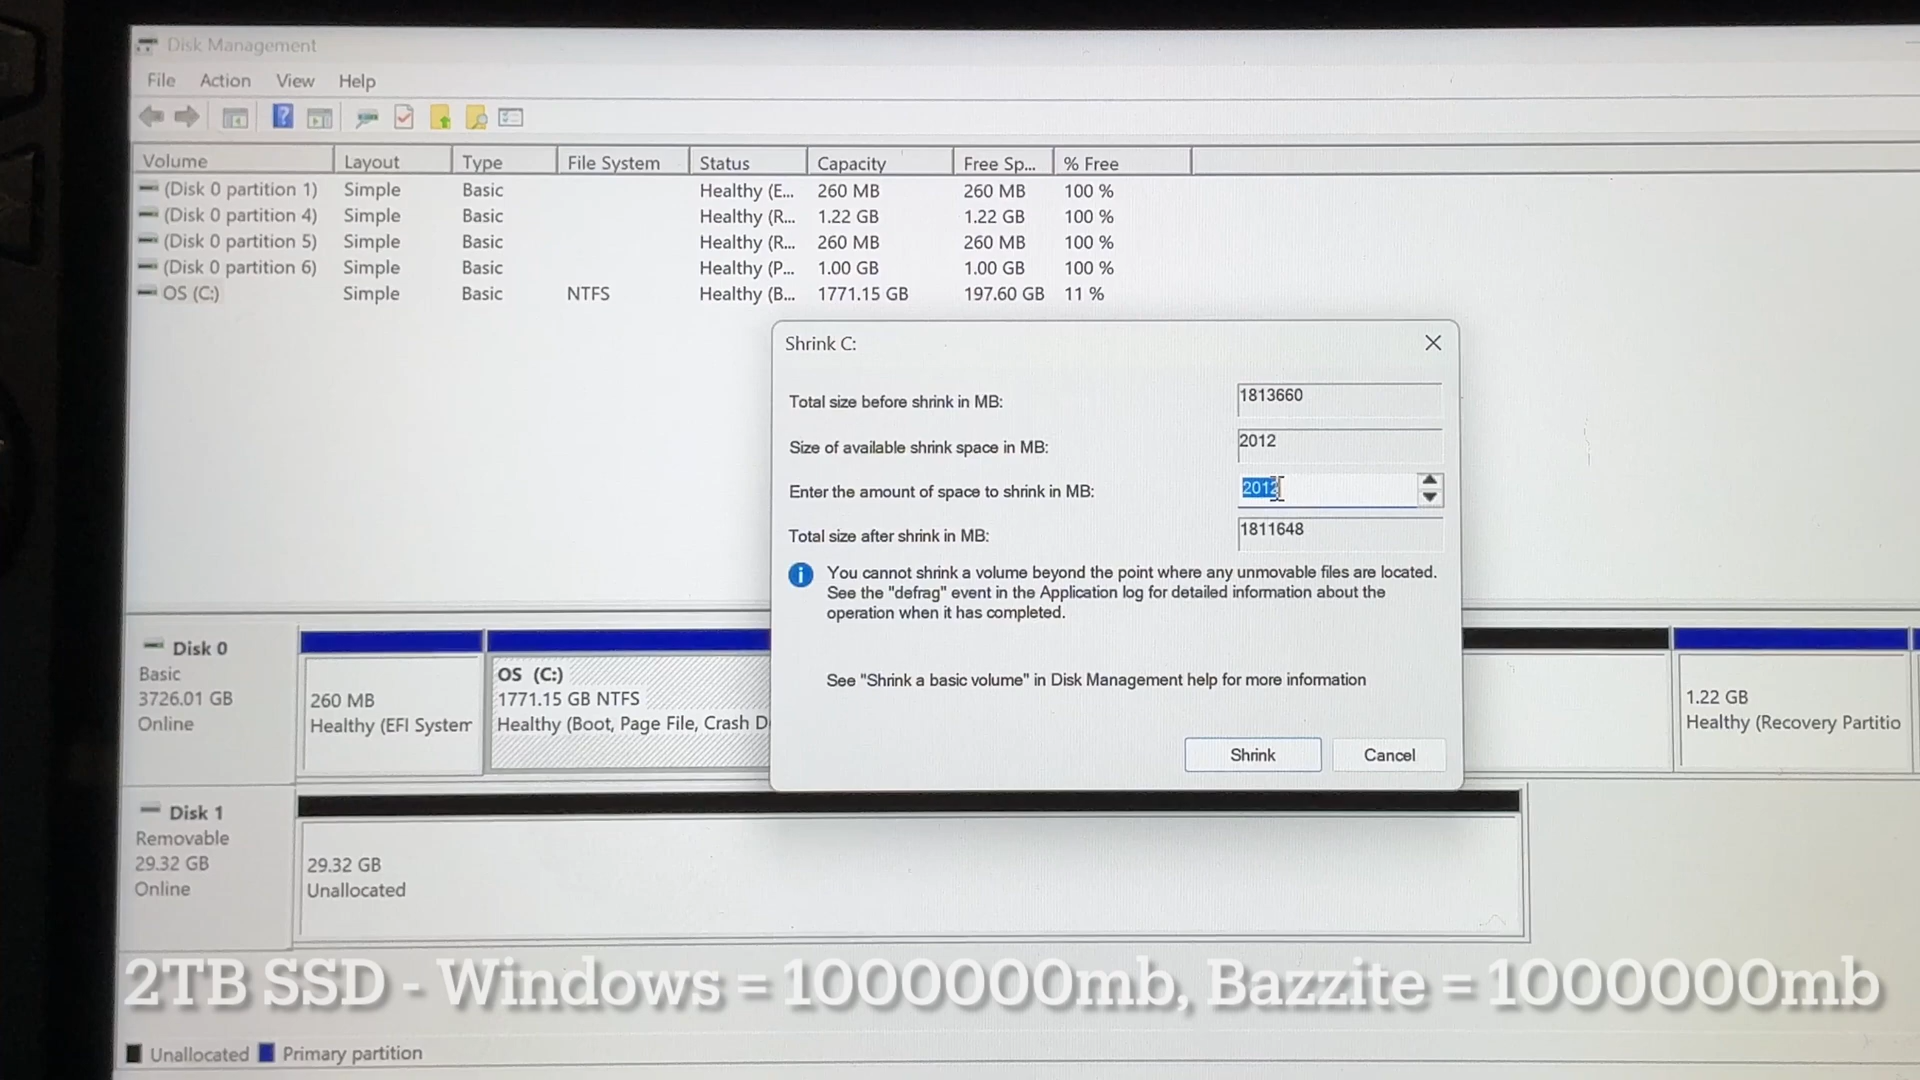 Disk Management
File Action View Help
Volume Layout Type File System Status Capacity Free Sp... % Free
(Disk 0 partition 1) Simple Basic Healthy (E... 260 MB 260 MB 100 %
(Disk 0 partition 4) Simple Basic Healthy (R... 1.22 GB 1.22 GB 100 %
(Disk 0 partition 5) Simple Basic Healthy (R... 260 MB 260 MB 100 %
(Disk 0 partition 6) Simple Basic Healthy (P... 1.00 GB 1.00 GB 100 %
OS (C:) Simple Basic NTFS Healthy (B... 1771.15 GB 197.60 GB 11 %
Shrink C:
Total size before shrink in MB: 1813660
Size of available shrink space in MB: 2012
Enter the amount of space to shrink in MB: 2012
Total size after shrink in MB: 1811648
You cannot shrink a volume beyond the point where any unmovable files are located.
See the "defrag" event in the Application log for detailed information about the
operation when it has completed.
See "Shrink a basic volume" in Disk Management help for more information
Shrink Cancel
Disk 0
Basic
3726.01 GB
Online
260 MB
Healthy (EFI System
OS (C:)
1771.15 GB NTFS
Healthy (Boot, Page File, Crash D
1.22 GB
Healthy (Recovery Partitio
Disk 1
Removable
29.32 GB
Online
29.32 GB
Unallocated
2TB SSD - Windows = 1000000mb, Bazzite = 1000000mb
Unallocated Primary partition